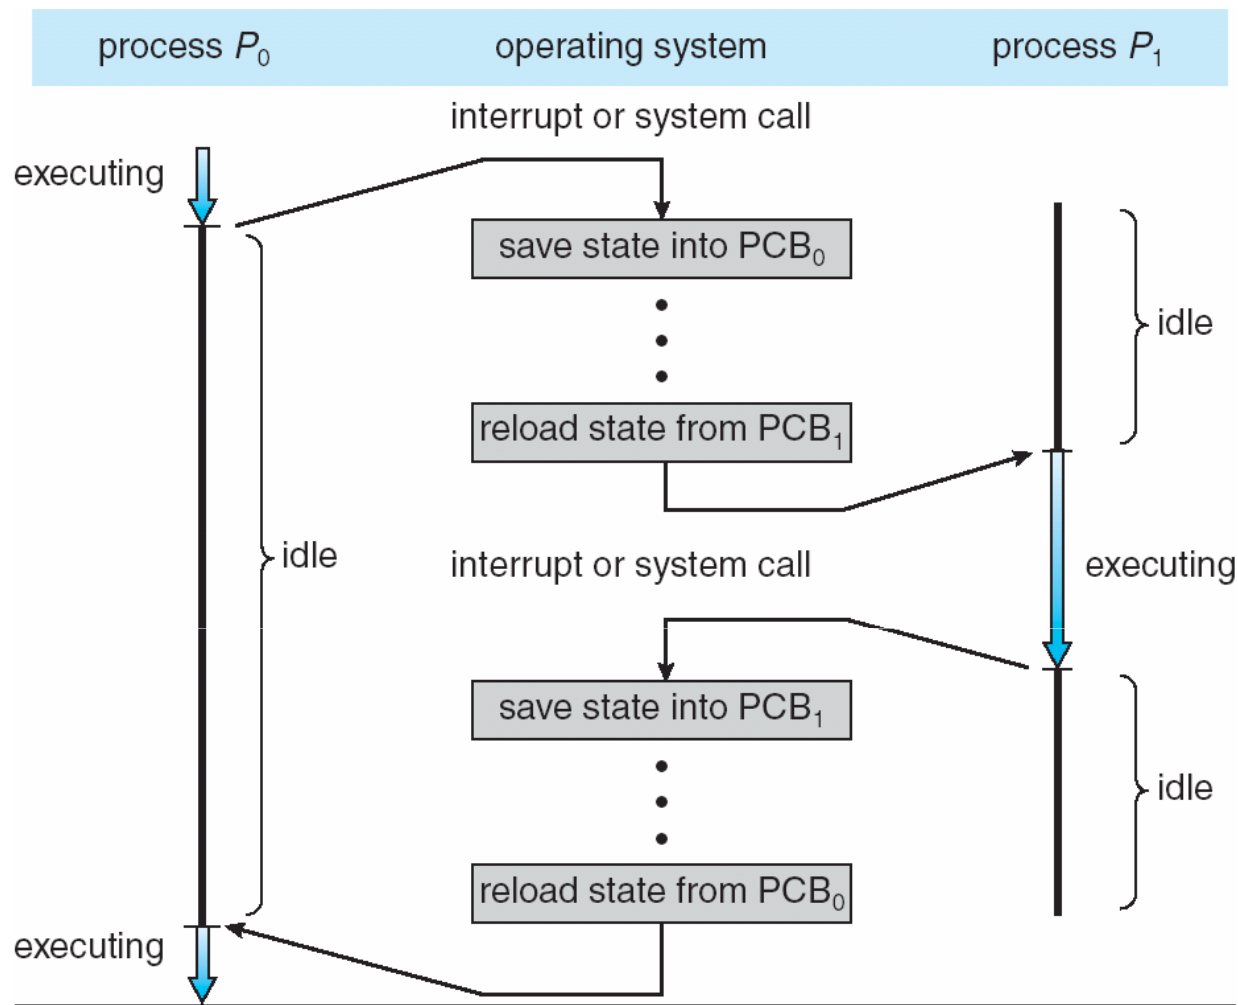 process P₀ operating system process P₁
interrupt or system call
executing
save state into PCB₀
idle
reload state from PCB₁
idle
interrupt or system call
executing
save state into PCB₁
idle
reload state from PCB₀
executing